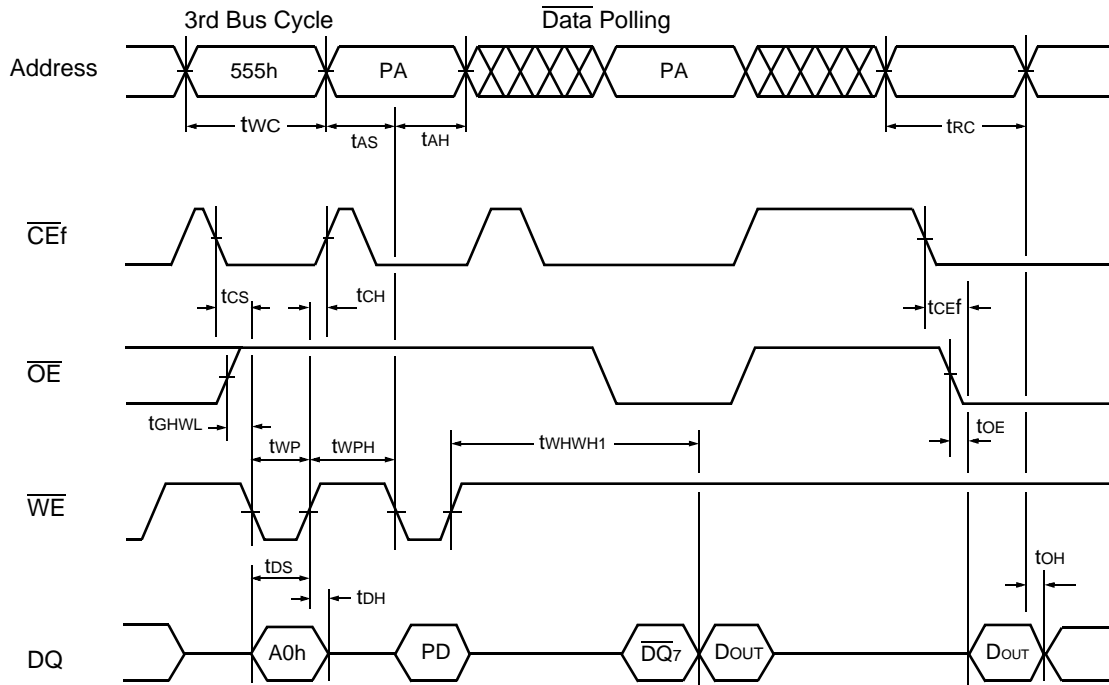 3rd Bus Cycle Data Polling
Address 555h PA PA
tWC tAS tAH tRC
CEf
tCS tCH tCEf
OE
tGHWL tWP tWPH tWHWH1 tOE
WE
tDS tDH tOH
DQ A0h PD DQ7 DOUT DOUT